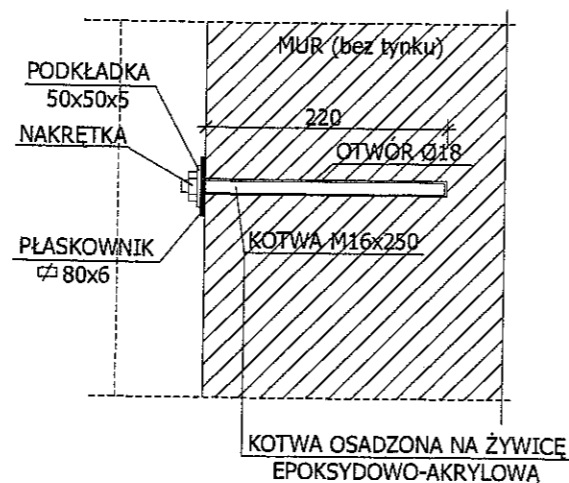 MUR (bez tynku)
PODKŁADKA
50x50x5
220
NAKRĘTKA
OTWÓR Ø18
PŁASKOWNIK
80x6
KOTWA M16x250
KOTWA OSADZONA NA ŻYWICĘ
EPOKSYDOWO-AKRYLOWĄ